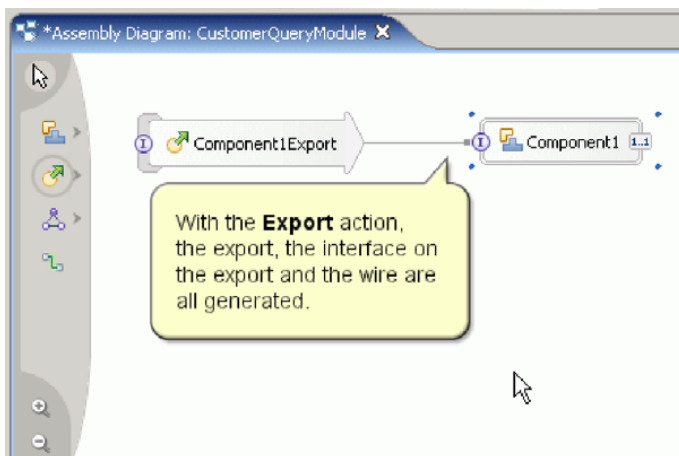 *Assembly Diagram: CustomerQueryModule
I
Component1Export
I
Component1
1..1
With the Export action,
the export, the interface on
the export and the wire are
all generated.